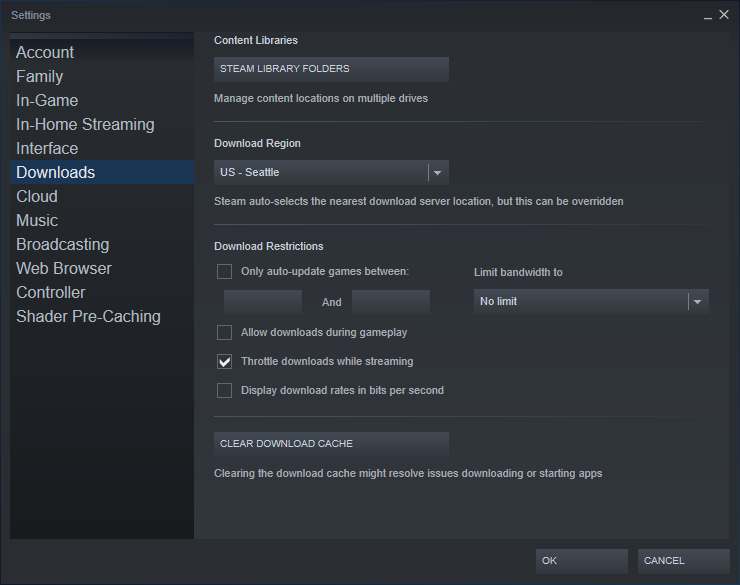 Settings
Account
Family
In-Game
In-Home Streaming
Interface
Downloads
Cloud
Music
Broadcasting
Web Browser
Controller
Shader Pre-Caching
Content Libraries
STEAM LIBRARY FOLDERS
Manage content locations on multiple drives
Download Region
US - Seattle
Steam auto-selects the nearest download server location, but this can be overridden
Download Restrictions
Only auto-update games between:
And
Limit bandwidth to
No limit
Allow downloads during gameplay
Throttle downloads while streaming
Display download rates in bits per second
CLEAR DOWNLOAD CACHE
Clearing the download cache might resolve issues downloading or starting apps
OK
CANCEL